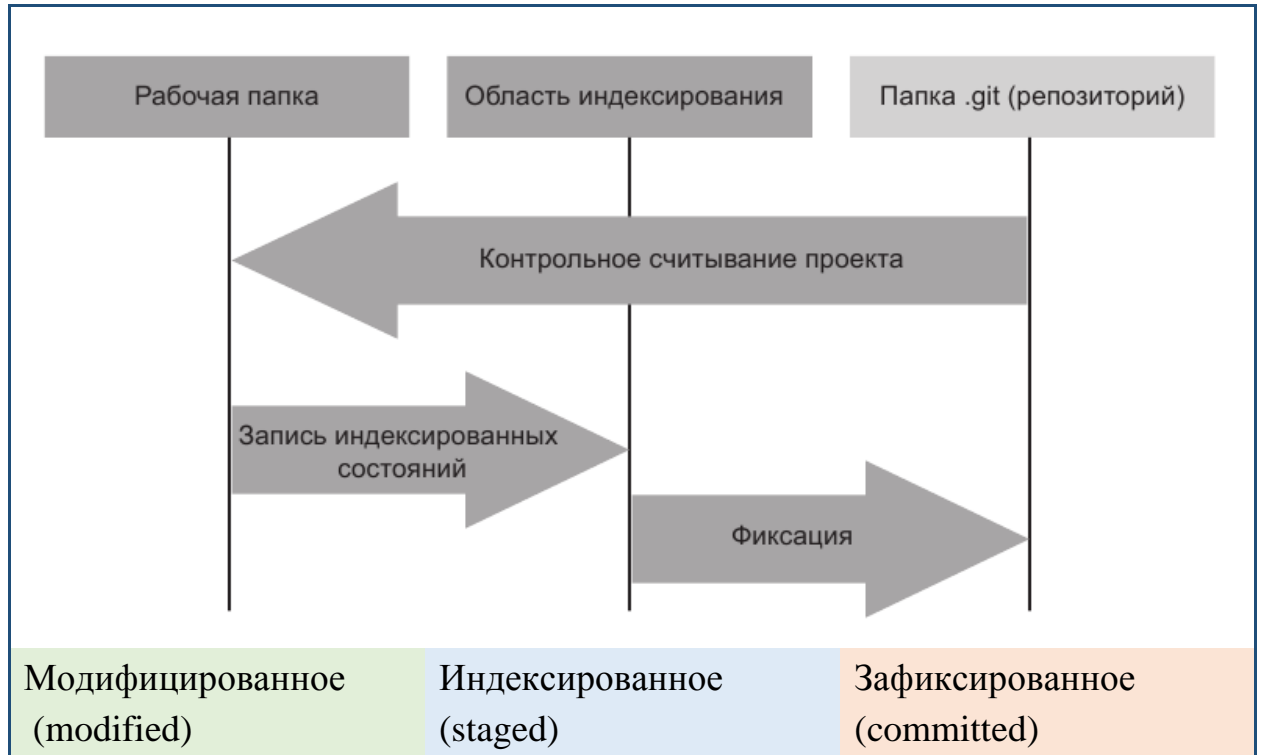 Рабочая папка
Область индексирования
Папка .git (репозиторий)
Контрольное считывание проекта
Запись индексированных
состояний
Фиксация
Модифицированное
(modified)
Индексированное
(staged)
Зафиксированное
(committed)